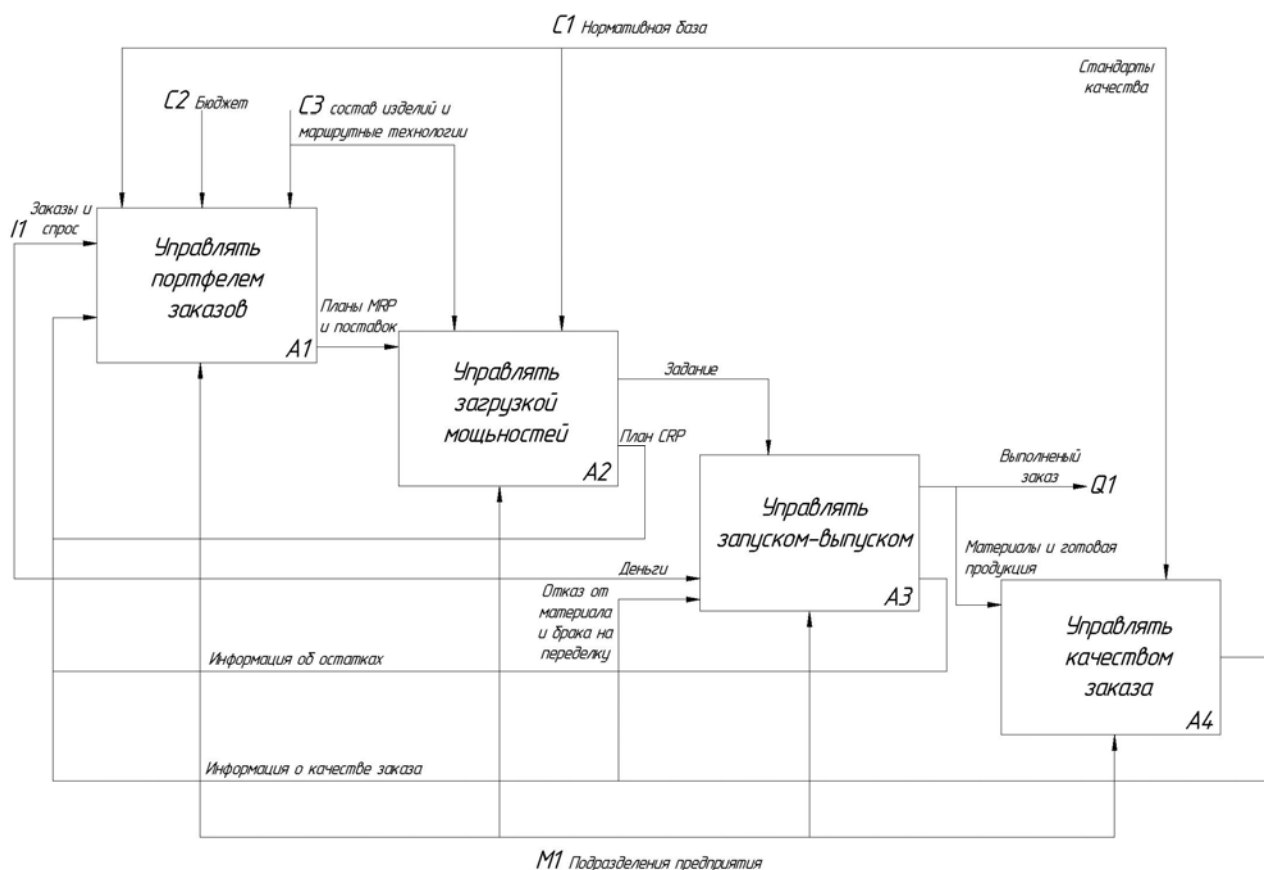 C1 Нормативная база
Стандарты
качества
C2 Бюджет
C3 состав изделий и
маршрутные технологии
Заказы и
спрос
I1
Управлять
портфелем
заказов
A1
Планы MRP
и поставок
Управлять
загрузкой
мощьностей
A2
Задание
План CRP
Управлять
запуском-выпуском
A3
Выполненый
заказ
Q1
Материалы и готовая
продукция
Деньги
Отказ от
материала
и брака на
переделку
Управлять
качеством
заказа
A4
Информация об остатках
Информация о качестве заказа
M1 Подразделения предприятия